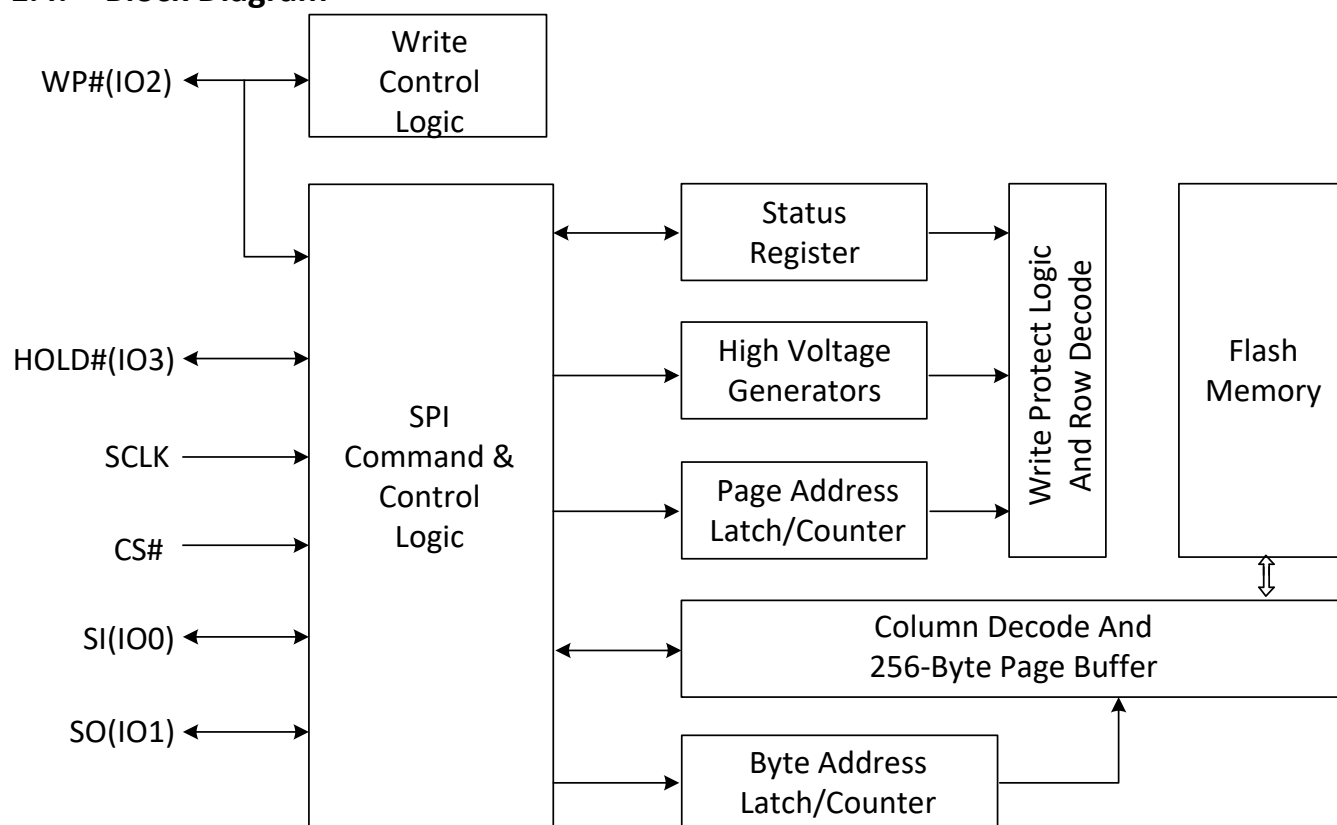 WP#(IO2)
Write
Control
Logic
HOLD#(IO3)
SCLK
CS#
SI(IO0)
SO(IO1)
SPI
Command &
Control
Logic
Status
Register
High Voltage
Generators
Page Address
Latch/Counter
Write Protect Logic
And Row Decode
Flash
Memory
Column Decode And
256-Byte Page Buffer
Byte Address
Latch/Counter